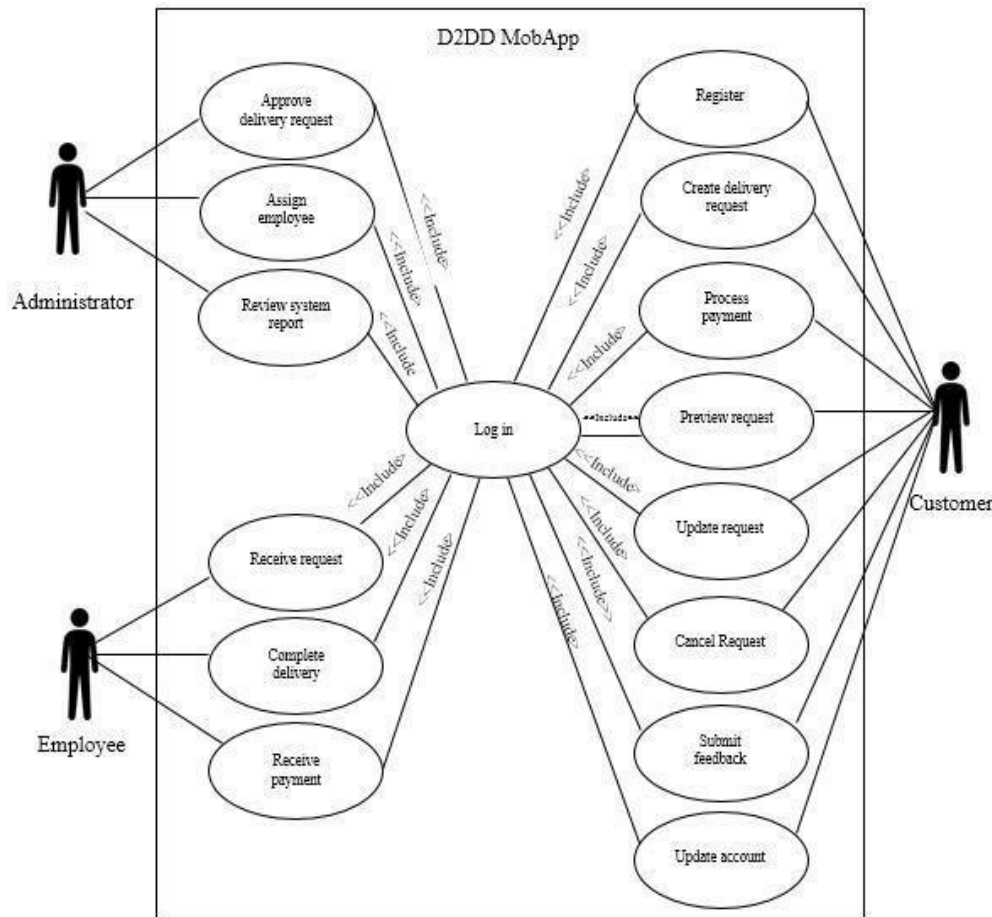 D2DD MobApp
Approve
delivery request
Assign
employee
Review system
report
Administrator
<<Include>
<<Include>
<<Include
Log in
Receive request
Complete
delivery
Receive
payment
Employee
<<Include>
<<Include>
<<Include>
Register
Create delivery
request
Process
payment
Preview request
Update request
Cancel Request
Submit
feedback
Update account
Customer
<<Include>
<<Include>
<<Include>
<<Include>>
<<Include>
<<Include>
<<Include>>
<<Include>